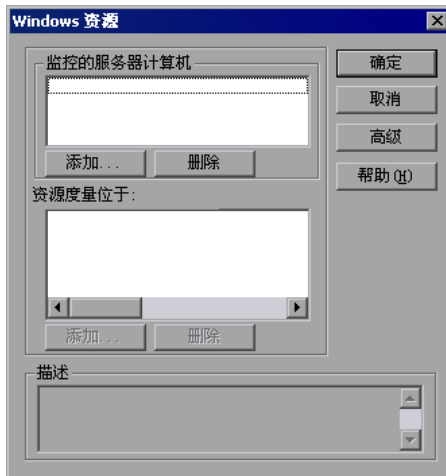 Windows 资源
监控的服务器计算机
添加...
删除
资源度量位于:
添加...
删除
描述
确定
取消
高级
帮助(H)